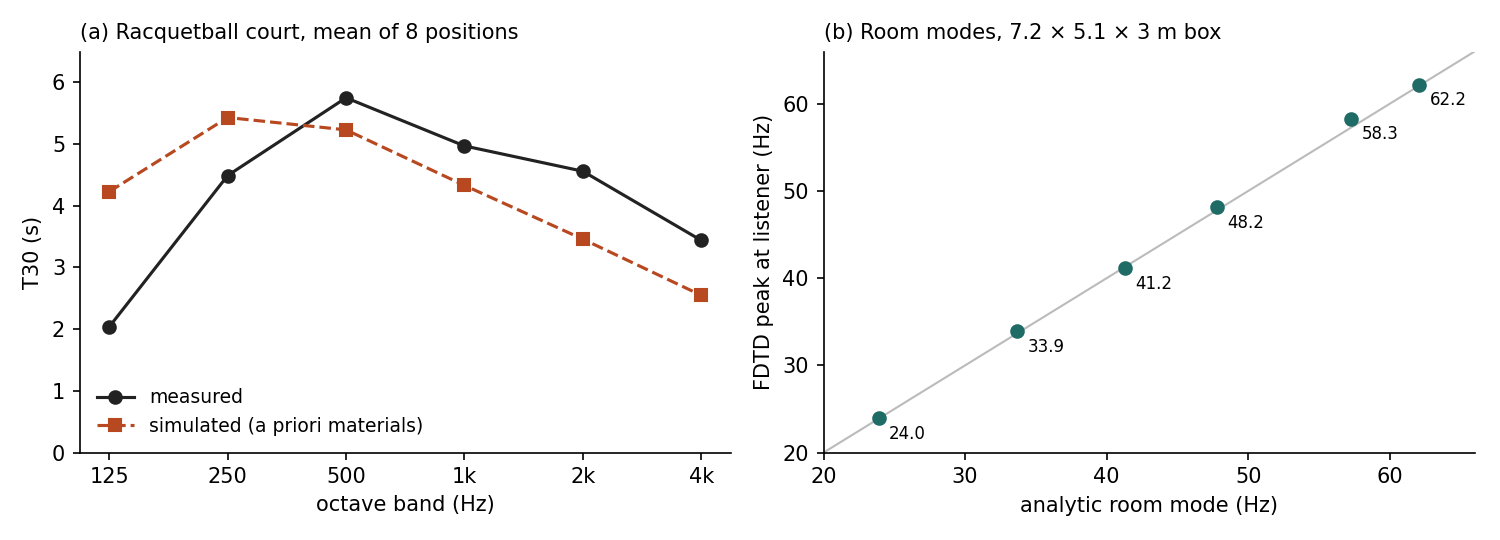 (a) Racquetball court, mean of 8 positions
T30 (s)
6
5
4
3
2
1
0
measured
simulated (a priori materials)
125 250 500 1k 2k 4k
octave band (Hz)
(b) Room modes, 7.2 × 5.1 × 3 m box
FDTD peak at listener (Hz)
60
50
40
30
20
62.2
58.3
48.2
41.2
33.9
24.0
20 30 40 50 60
analytic room mode (Hz)